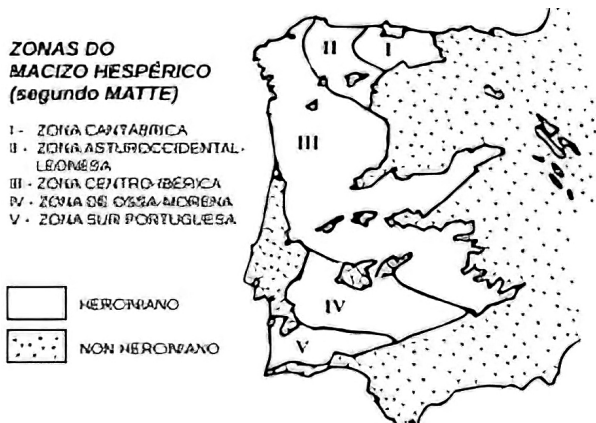 ZONAS DO
MACIZO HESPÉRICO
(segundo MATTE)
I - ZONA CANTÁBRICA
II - ZONA ASTUROCCIDENTAL-
LEONESA
III - ZONA CENTRO-IBÉRICA
IV - ZONA DE OSSA-MORENA
V - ZONA SUR PORTUGUESA
HERCINIANO
NON HERCINIANO
I
II
III
IV
V